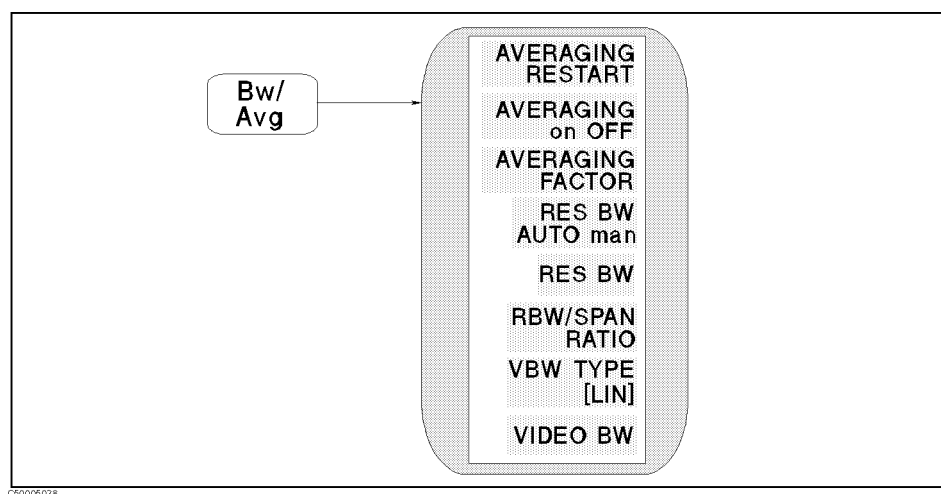 Bw/
Avg
AVERAGING
RESTART
AVERAGING
on OFF
AVERAGING
FACTOR
RES BW
AUTO man
RES BW
RBW/SPAN
RATIO
VBW TYPE
[LIN]
VIDEO BW
C50005028